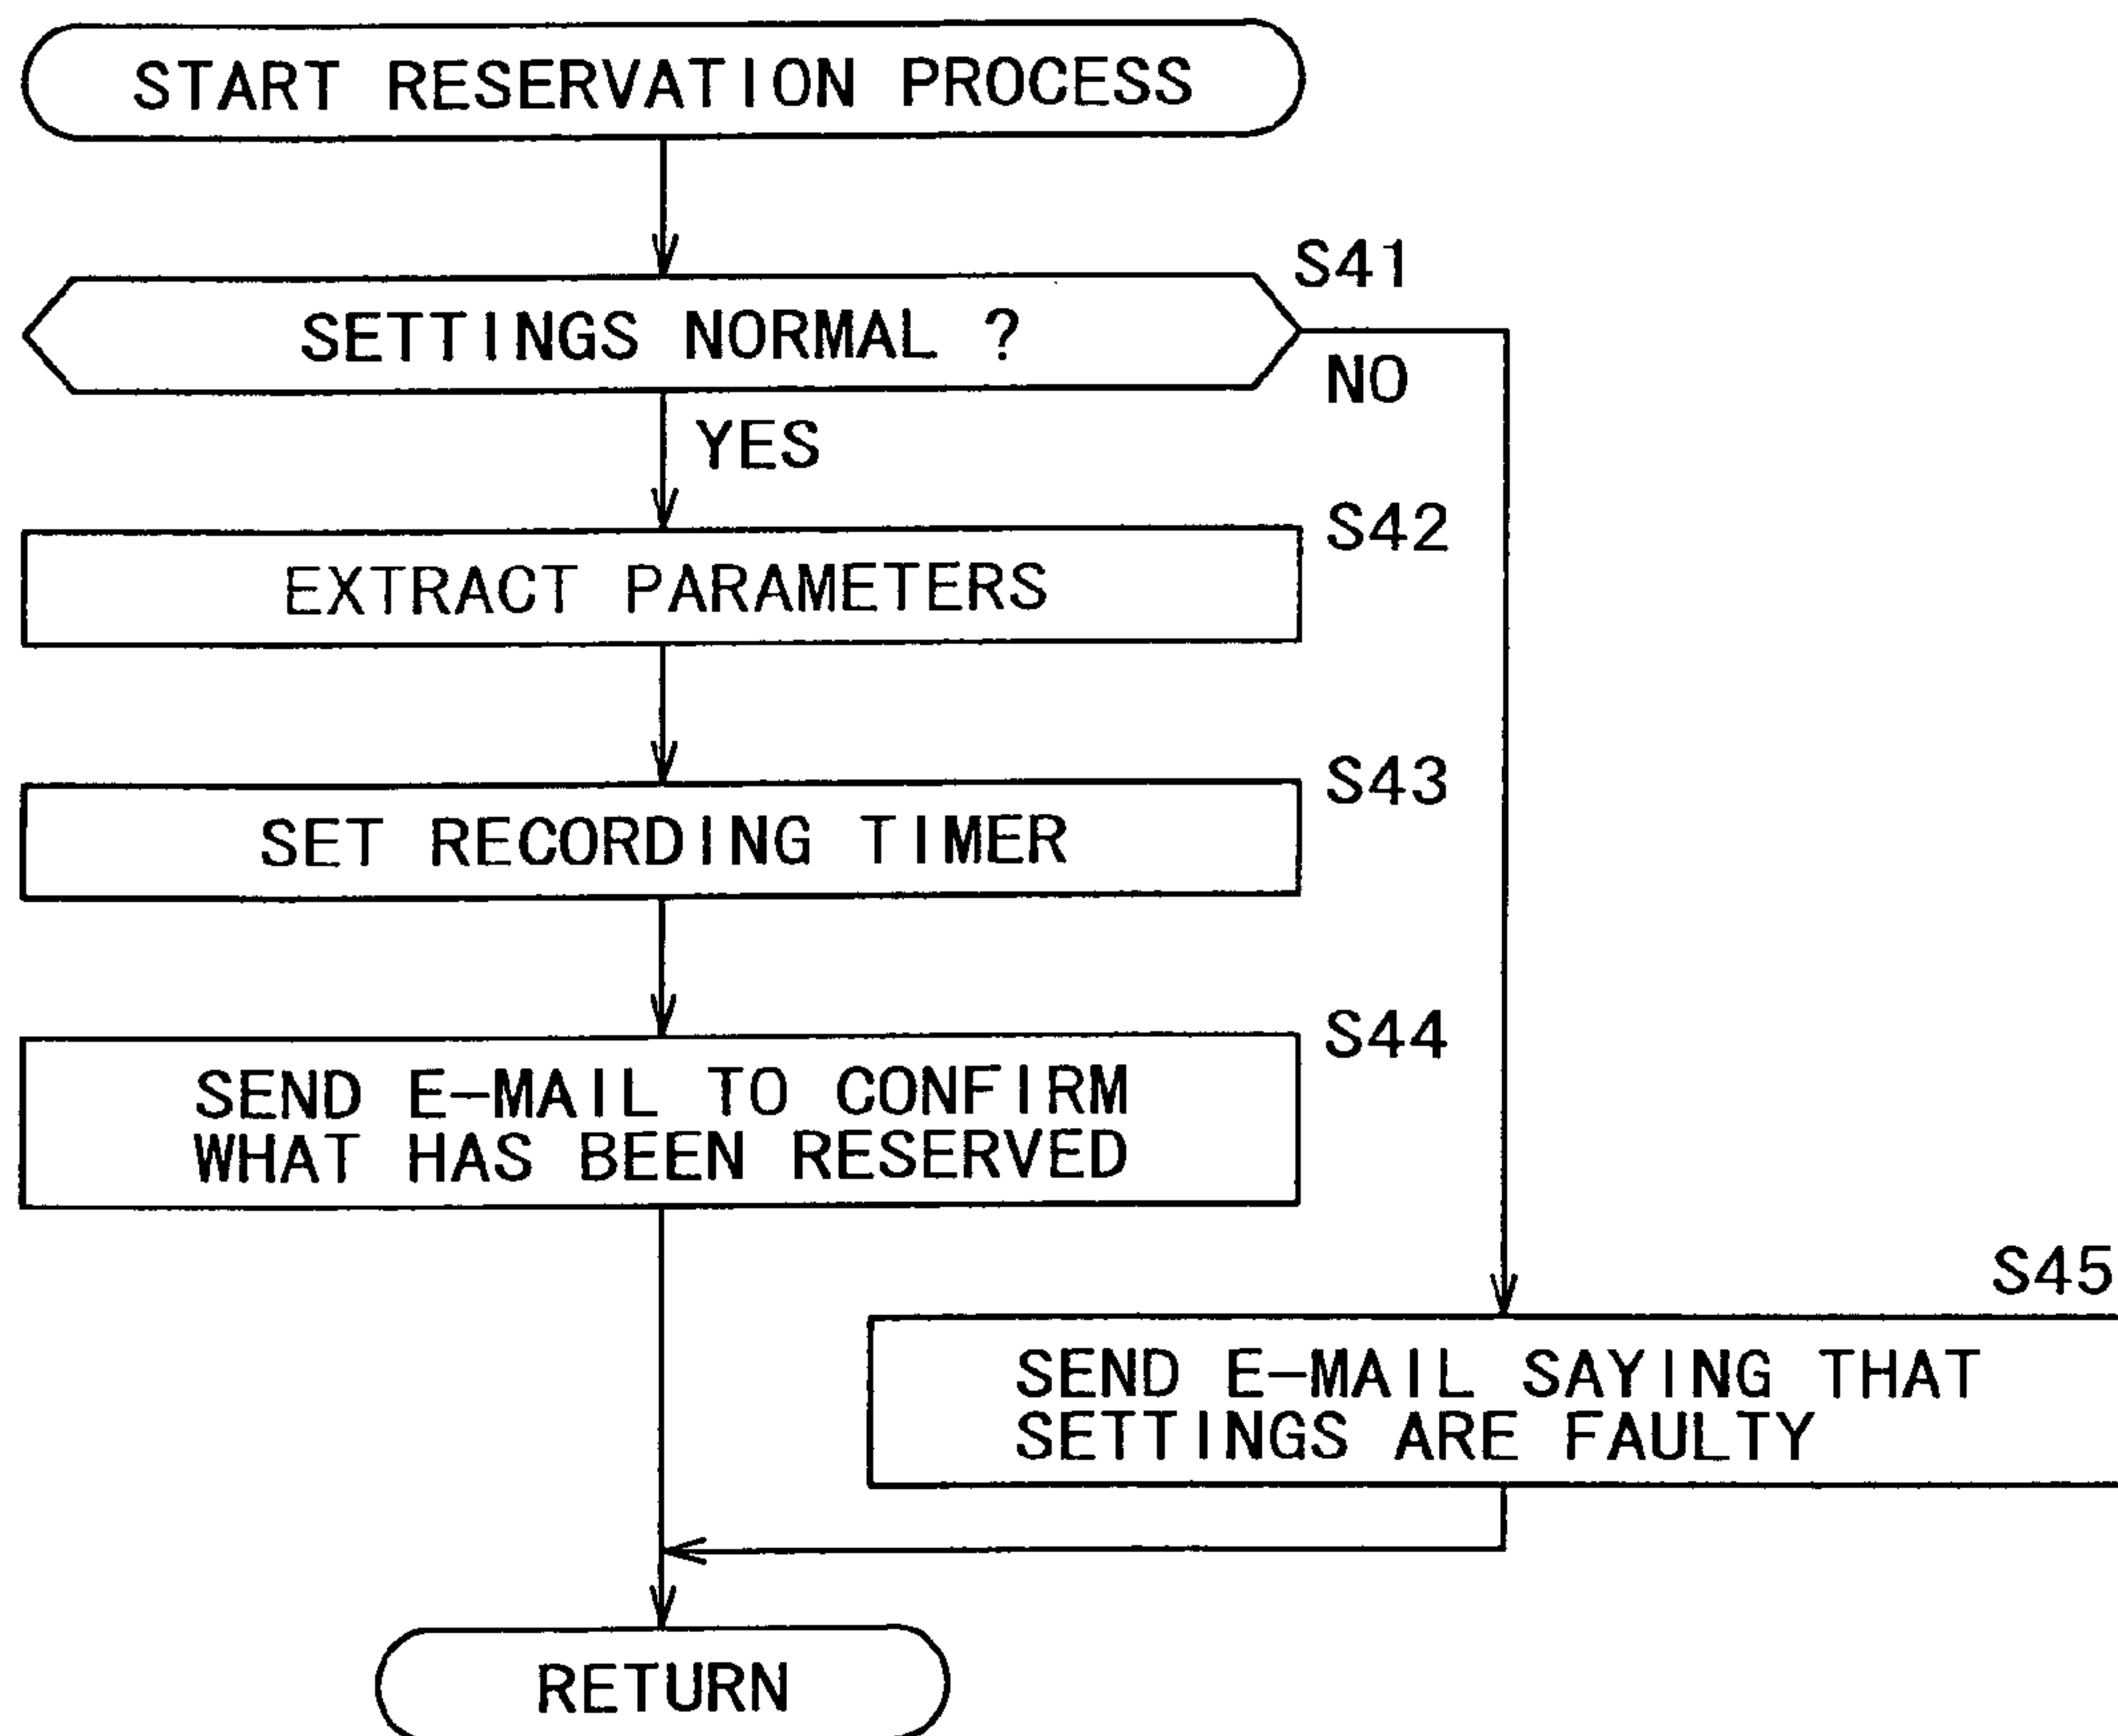 START RESERVATION PROCESS
S41
SETTINGS NORMAL ?
NO
YES
S42
EXTRACT PARAMETERS
S43
SET RECORDING TIMER
S44
SEND E-MAIL TO CONFIRM
WHAT HAS BEEN RESERVED
S45
SEND E-MAIL SAYING THAT
SETTINGS ARE FAULTY
RETURN